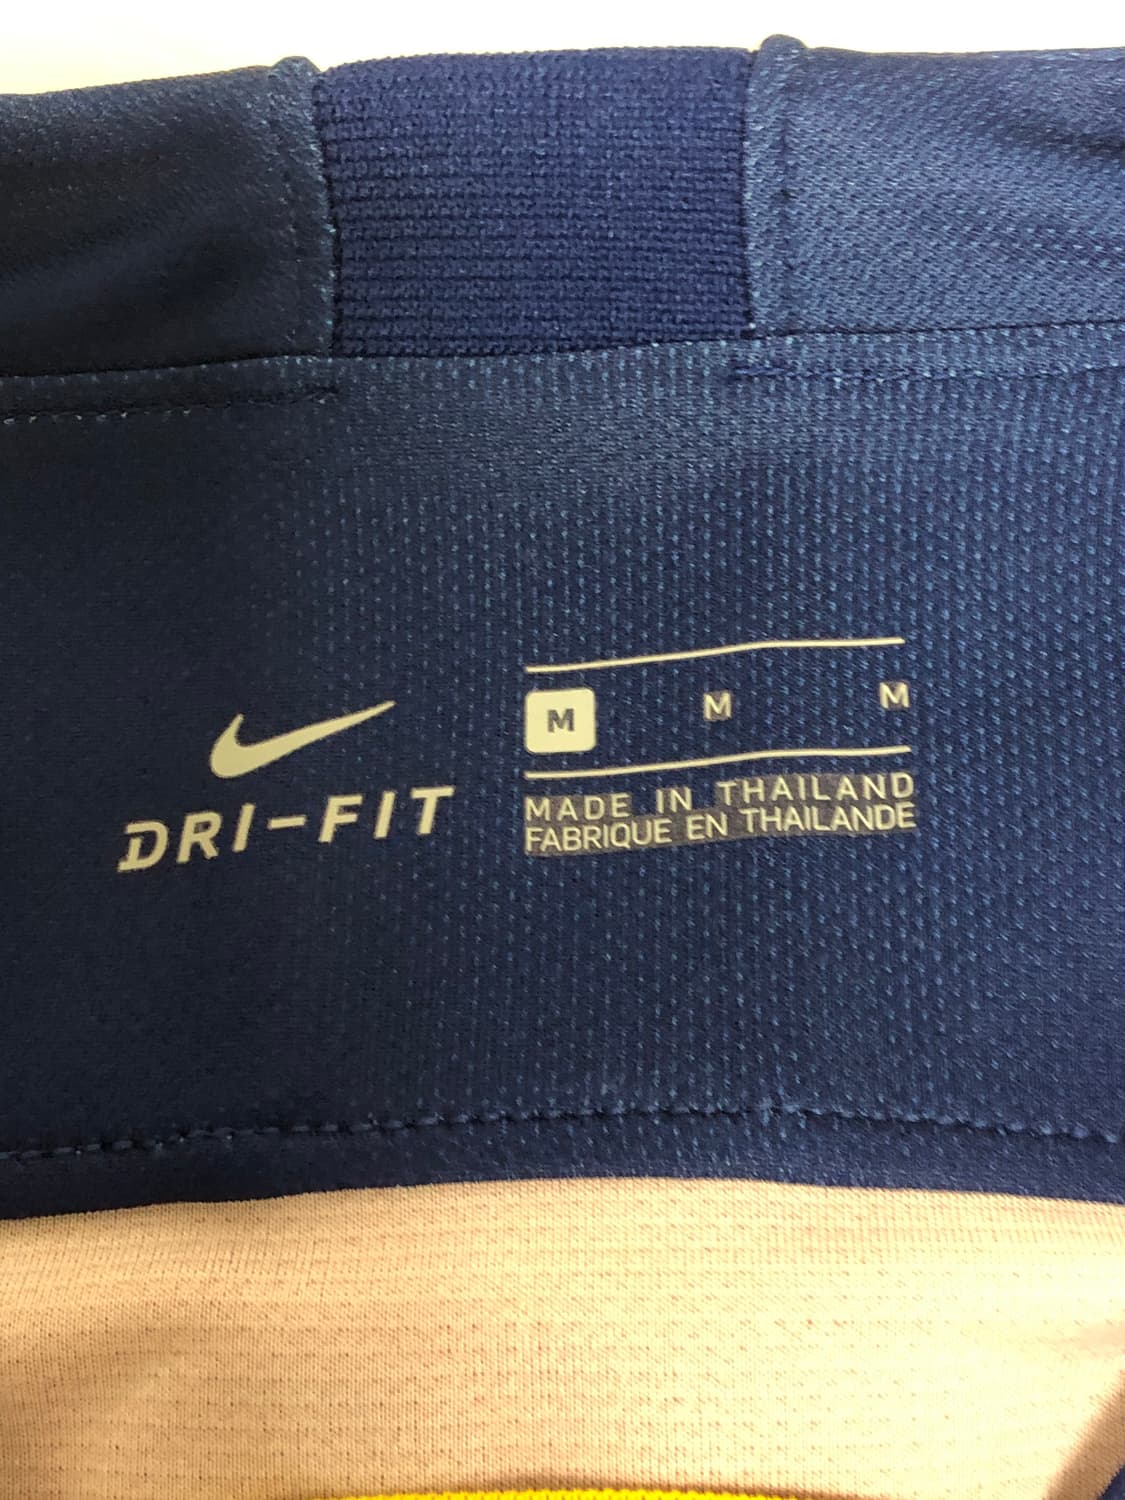 DRI-FIT
M M M
MADE IN THAILAND
FABRIQUE EN THAILANDE